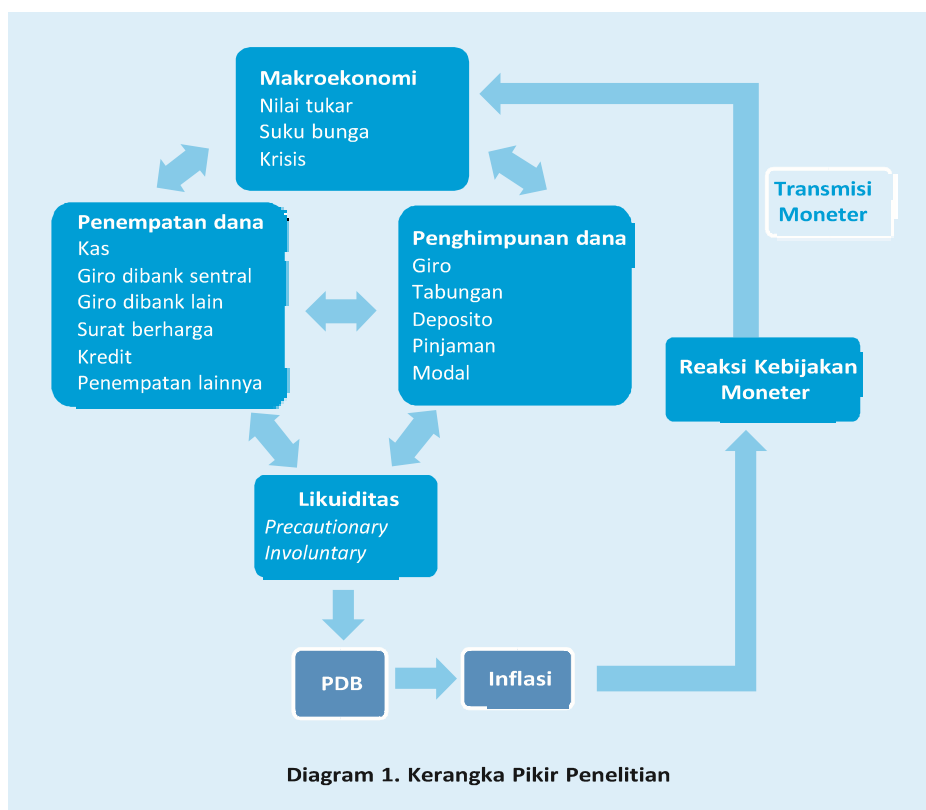 Makroekonomi
Nilai tukar
Suku bunga
Krisis
Transmisi
Moneter
Penempatan dana
Kas
Giro dibank sentral
Giro dibank lain
Surat berharga
Kredit
Penempatan lainnya
Penghimpunan dana
Giro
Tabungan
Deposito
Pinjaman
Modal
Reaksi Kebijakan
Moneter
Likuiditas
Precautionary
Involuntary
PDB
Inflasi
Diagram 1. Kerangka Pikir Penelitian